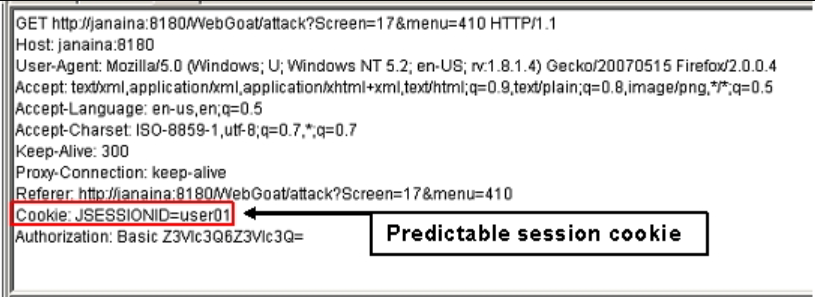 GET http://janaina:8180/WebGoat/attack?Screen=17&menu=410 HTTP/1.1
Host: janaina:8180
User-Agent: Mozilla/5.0 (Windows; U; Windows NT 5.2; en-US; rv:1.8.1.4) Gecko/20070515 Firefox/2.0.0.4
Accept: text/xml,application/xml,application/xhtml+xml,text/html;q=0.9,text/plain;q=0.8,image/png,*/*;q=0.5
Accept-Language: en-us,en;q=0.5
Accept-Charset: ISO-8859-1,utf-8;q=0.7,*;q=0.7
Keep-Alive: 300
Proxy-Connection: keep-alive
Referer: http://janaina:8180/WebGoat/attack?Screen=17&menu=410
Cookie: JSESSIONID=user01
Predictable session cookie
Authorization: Basic Z3Vlc3Q6Z3Vlc3Q=